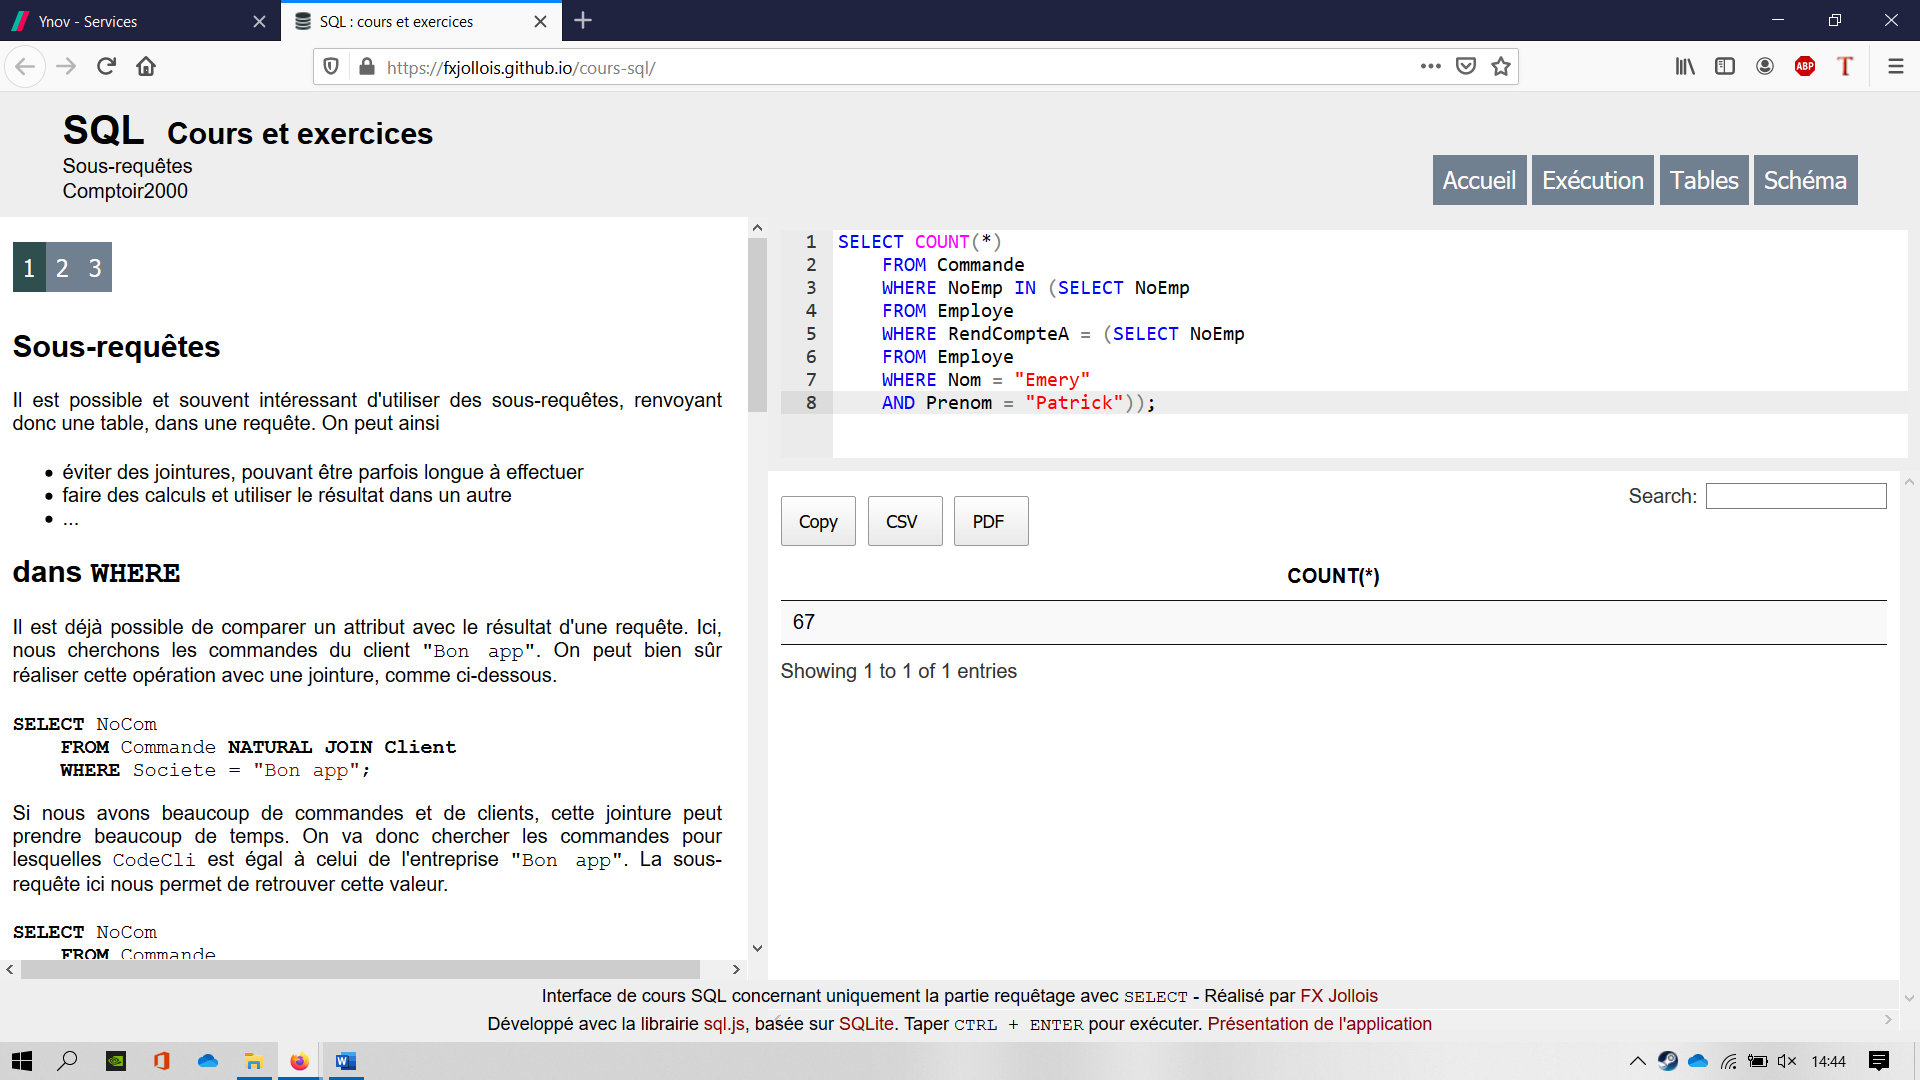 Ynov - Services
SQL : cours et exercices
https://fxjollois.github.io/cours-sql/
ABP
T
SQL Cours et exercices
Sous-requêtes
Comptoir2000
Accueil
Exécution
Tables
Schéma
1 2 3
Sous-requêtes
Il est possible et souvent intéressant d'utiliser des sous-requêtes, renvoyant
donc une table, dans une requête. On peut ainsi
• éviter des jointures, pouvant être parfois longue à effectuer
• faire des calculs et utiliser le résultat dans un autre
• ...
dans WHERE
Il est déjà possible de comparer un attribut avec le résultat d'une requête. Ici,
nous cherchons les commandes du client "Bon app". On peut bien sûr
réaliser cette opération avec une jointure, comme ci-dessous.
SELECT NoCom
FROM Commande NATURAL JOIN Client
WHERE Societe = "Bon app";
Si nous avons beaucoup de commandes et de clients, cette jointure peut
prendre beaucoup de temps. On va donc chercher les commandes pour
lesquelles CodeCli est égal à celui de l'entreprise "Bon app". La sous-
requête ici nous permet de retrouver cette valeur.
SELECT NoCom
FROM Commande
1 SELECT COUNT(*)
2 FROM Commande
3 WHERE NoEmp IN (SELECT NoEmp
4 FROM Employe
5 WHERE RendCompteA = (SELECT NoEmp
6 FROM Employe
7 WHERE Nom = "Emery"
8 AND Prenom = "Patrick"));
Copy
CSV
PDF
Search:
COUNT(*)
67
Showing 1 to 1 of 1 entries
Interface de cours SQL concernant uniquement la partie requêtage avec SELECT - Réalisé par FX Jollois
Développé avec la librairie sql.js, basée sur SQLite. Taper CTRL + ENTER pour exécuter. Présentation de l'application
14:44